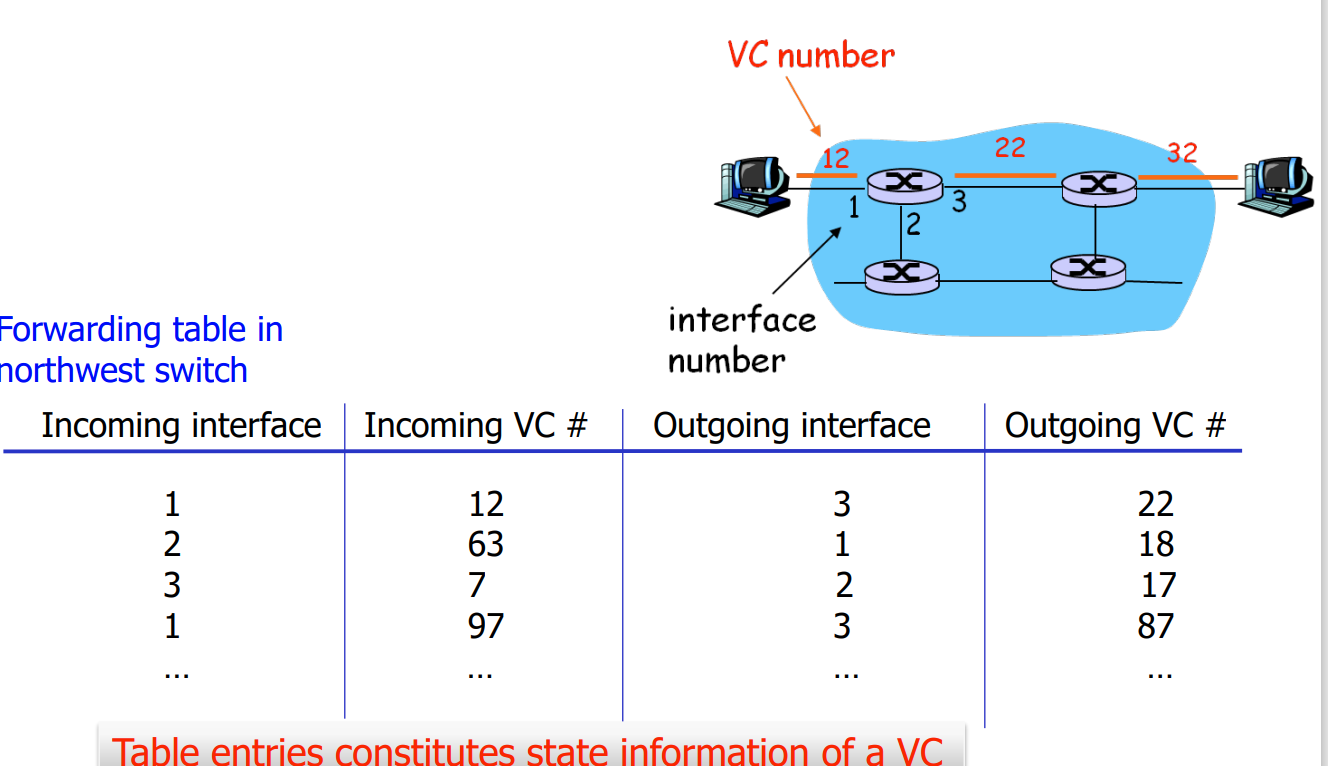 VC number
12
22
32
1
3
2
interface
number
Forwarding table in
northwest switch
Incoming interface Incoming VC # Outgoing interface Outgoing VC #
1 12 3 22
2 63 1 18
3 7 2 17
1 97 3 87
... ... ... ...
Table entries constitutes state information of a VC